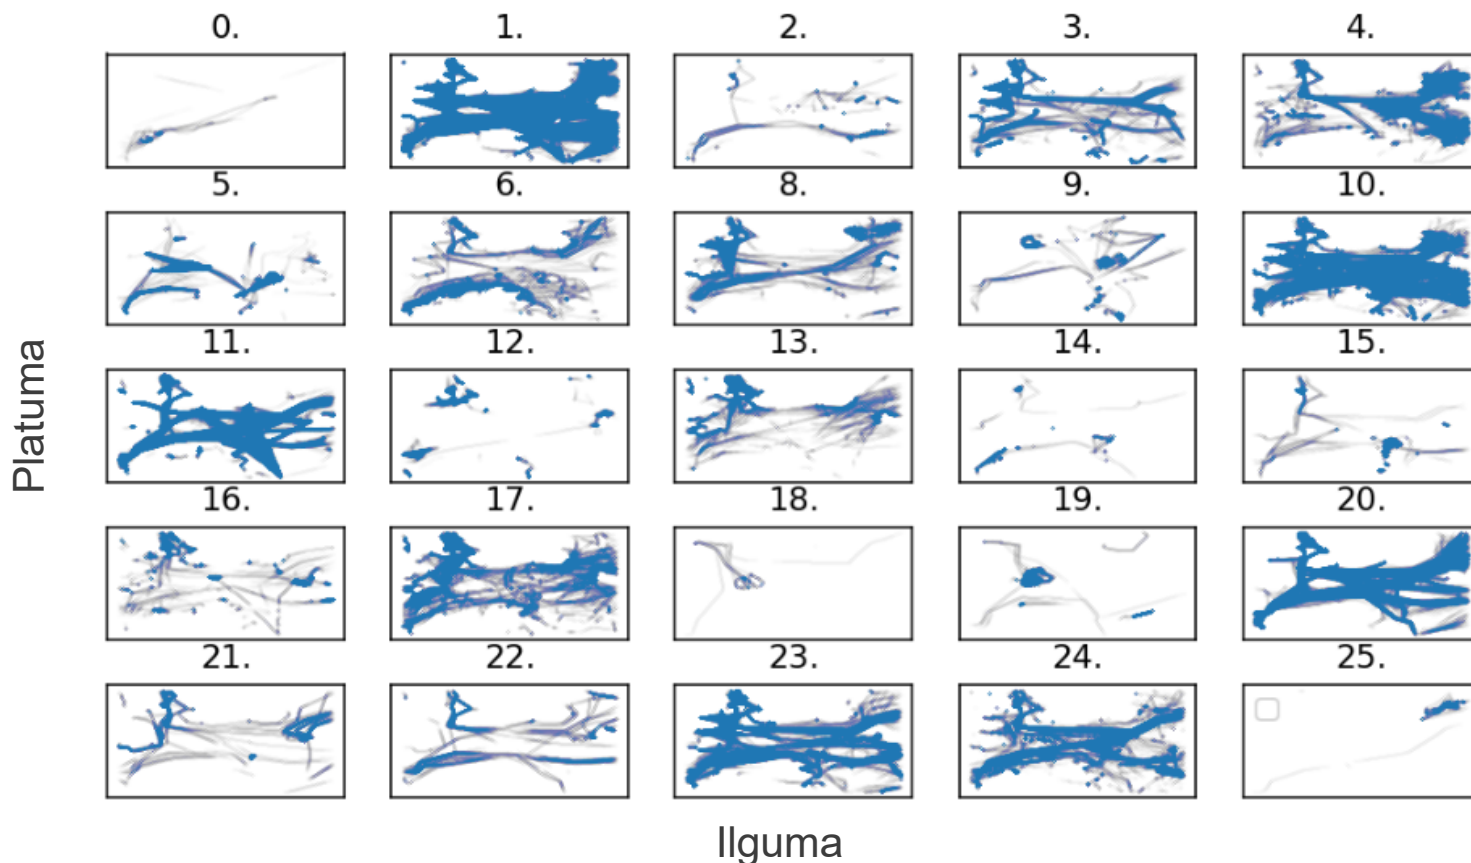 0. 1. 2. 3. 4.
5. 6. 8. 9. 10.
11. 12. 13. 14. 15.
16. 17. 18. 19. 20.
21. 22. 23. 24. 25.
Platuma
Ilguma